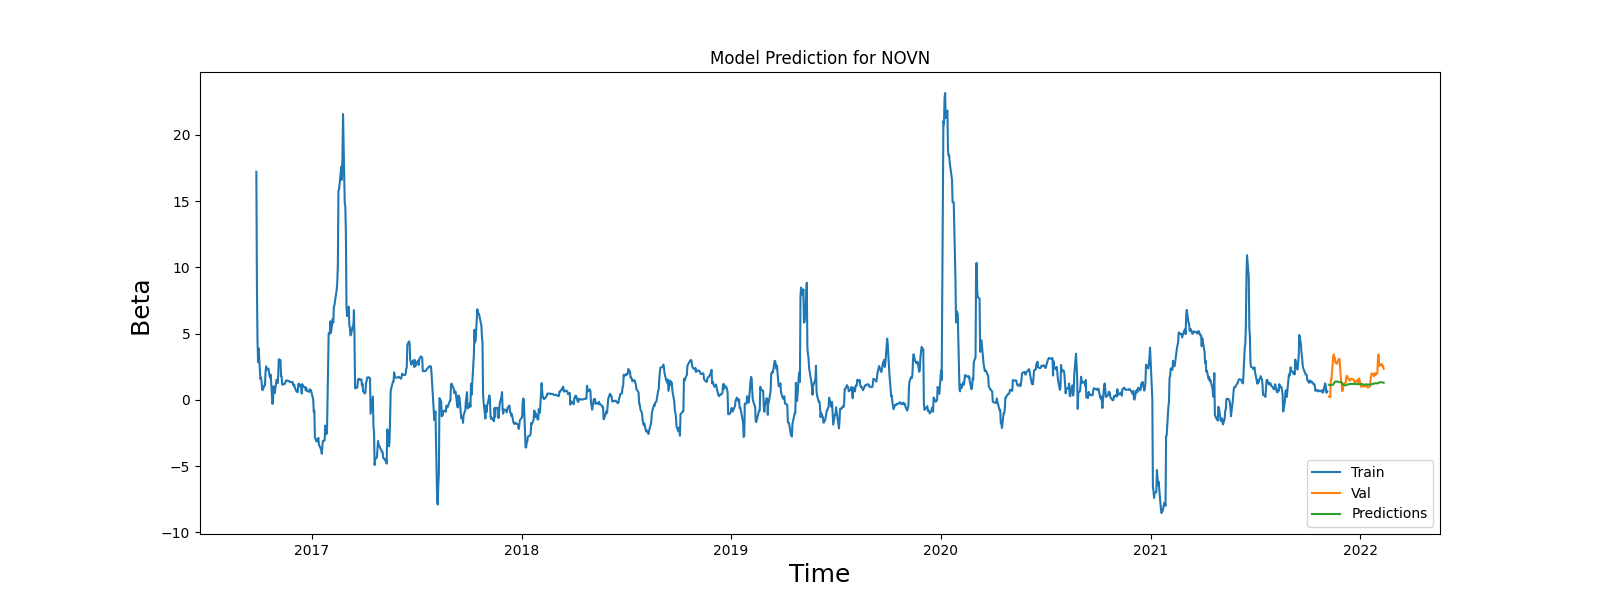 Model Prediction for NOVN
20
15
10
5
0
−5
−10
Beta
2017
2018
2019
2020
2021
2022
Time
Train
Val
Predictions